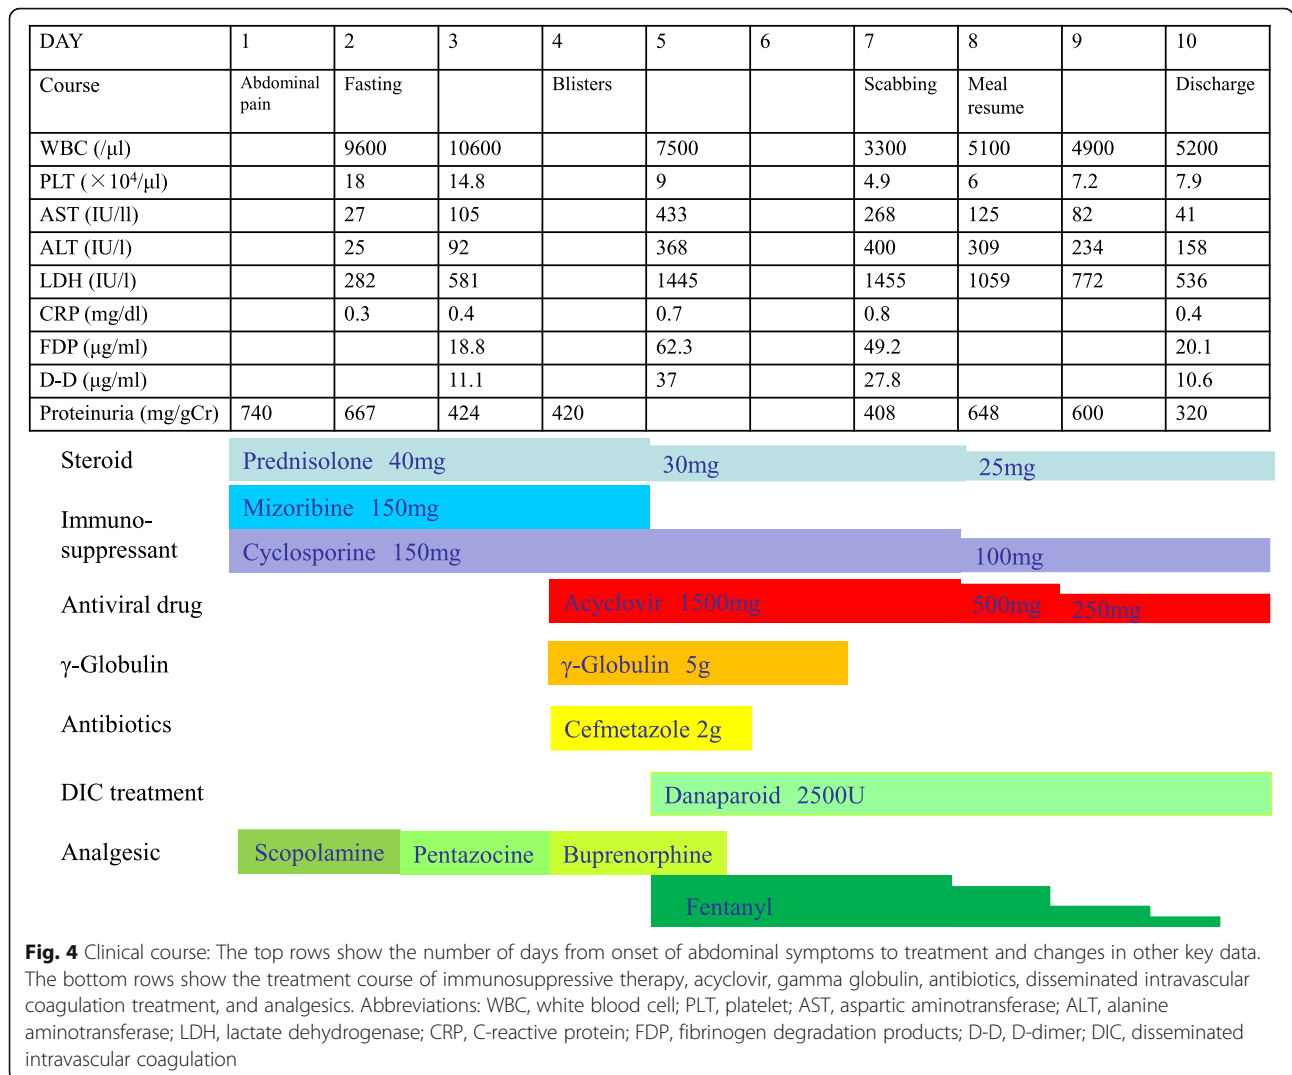 DAY 1 2 3 4 5 6 7 8 9 10
Course Abdominal pain Fasting Blisters Scabbing Meal resume Discharge
WBC (/μl) 9600 10600 7500 3300 5100 4900 5200
PLT (×10⁴/μl) 18 14.8 9 4.9 6 7.2 7.9
AST (IU/ll) 27 105 433 268 125 82 41
ALT (IU/l) 25 92 368 400 309 234 158
LDH (IU/l) 282 581 1445 1455 1059 772 536
CRP (mg/dl) 0.3 0.4 0.7 0.8 0.4
FDP (μg/ml) 18.8 62.3 49.2 20.1
D-D (μg/ml) 11.1 37 27.8 10.6
Proteinuria (mg/gCr) 740 667 424 420 408 648 600 320
Steroid Prednisolone 40mg 30mg 25mg
Immuno-
suppressant
Mizoribine 150mg
Cyclosporine 150mg 100mg
Antiviral drug Acyclovir 1500mg 500mg 250mg
γ-Globulin γ-Globulin 5g
Antibiotics Cefmetazole 2g
DIC treatment Danaparoid 2500U
Analgesic Scopolamine Pentazocine Buprenorphine
Fentanyl
Fig. 4 Clinical course: The top rows show the number of days from onset of abdominal symptoms to treatment and changes in other key data.
The bottom rows show the treatment course of immunosuppressive therapy, acyclovir, gamma globulin, antibiotics, disseminated intravascular
coagulation treatment, and analgesics. Abbreviations: WBC, white blood cell; PLT, platelet; AST, aspartic aminotransferase; ALT, alanine
aminotransferase; LDH, lactate dehydrogenase; CRP, C-reactive protein; FDP, fibrinogen degradation products; D-D, D-dimer; DIC, disseminated
intravascular coagulation